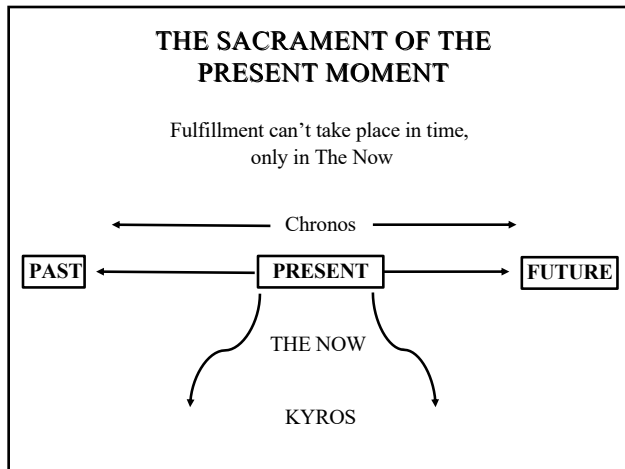 THE SACRAMENT OF THE
PRESENT MOMENT
Fulfillment can’t take place in time,
only in The Now
Chronos
PAST PRESENT FUTURE
THE NOW
KYROS